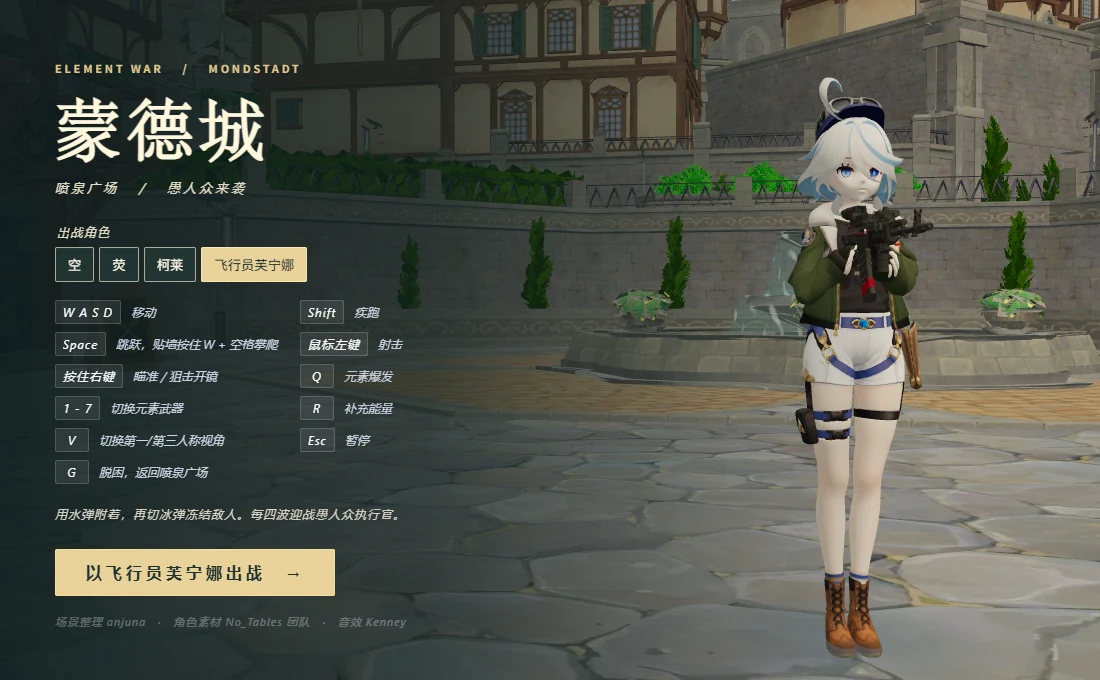 ELEMENT WAR / MONDSTADT
蒙德城
喷泉广场 / 愚人众来袭
出战角色
空 荧 柯莱 飞行员芙宁娜
W A S D 移动 Shift 疾跑
Space 跳跃，贴墙按住 W + 空格攀爬 鼠标左键 射击
按住右键 瞄准 / 狙击开镜 Q 元素爆发
1 - 7 切换元素武器 R 补充能量
V 切换第一/第三人称视角 Esc 暂停
G 脱困，返回喷泉广场
用水弹附着，再切冰弹冻结敌人。每四波迎战愚人众执行官。
以飞行员芙宁娜出战 →
场景整理 anjuna · 角色素材 No_Tables 团队 · 音效 Kenney